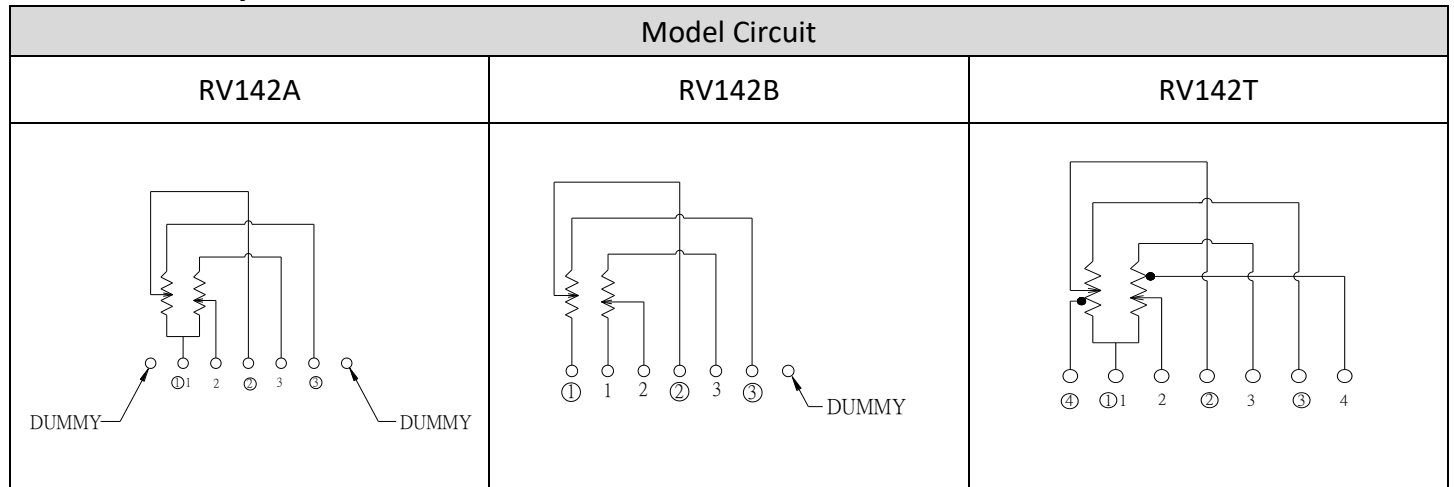 Model Circuit
RV142A
RV142B
RV142T
①1 2 ② 3 ③
DUMMY
DUMMY
① 1 2 ② 3 ③
DUMMY
④ ①1 2 ② 3 ③ 4